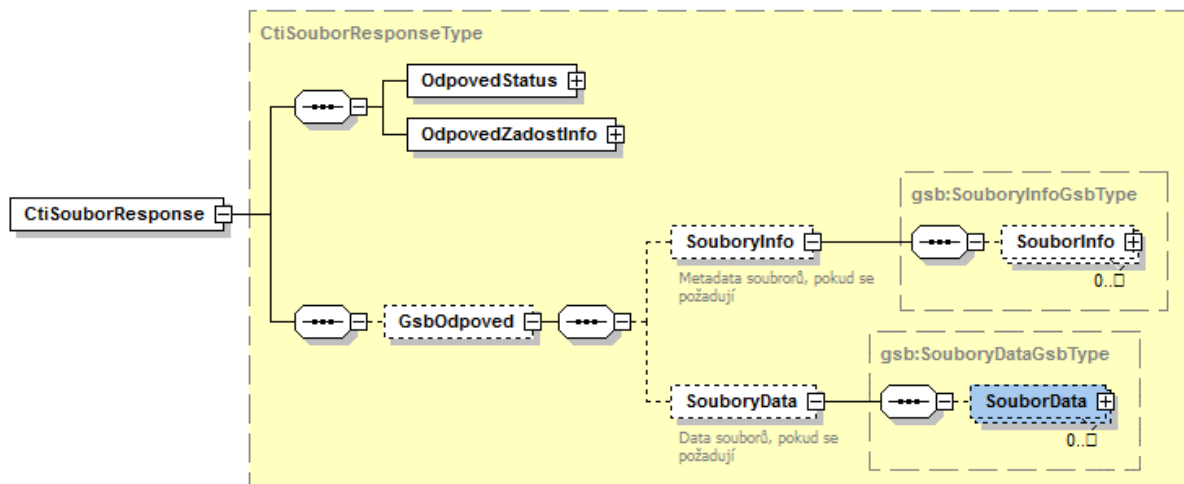 CtiSouborResponseType
OdpovedStatus
OdpovedZadostInfo
CtiSouborResponse
gsb:SouboryInfoGsbType
SouboryInfo
SouborInfo
Metadata soubrorů, pokud se
požadují
0..□
GsbOdpoved
gsb:SouboryDataGsbType
SouboryData
SouborData
Data souborů, pokud se
požadují
0..□